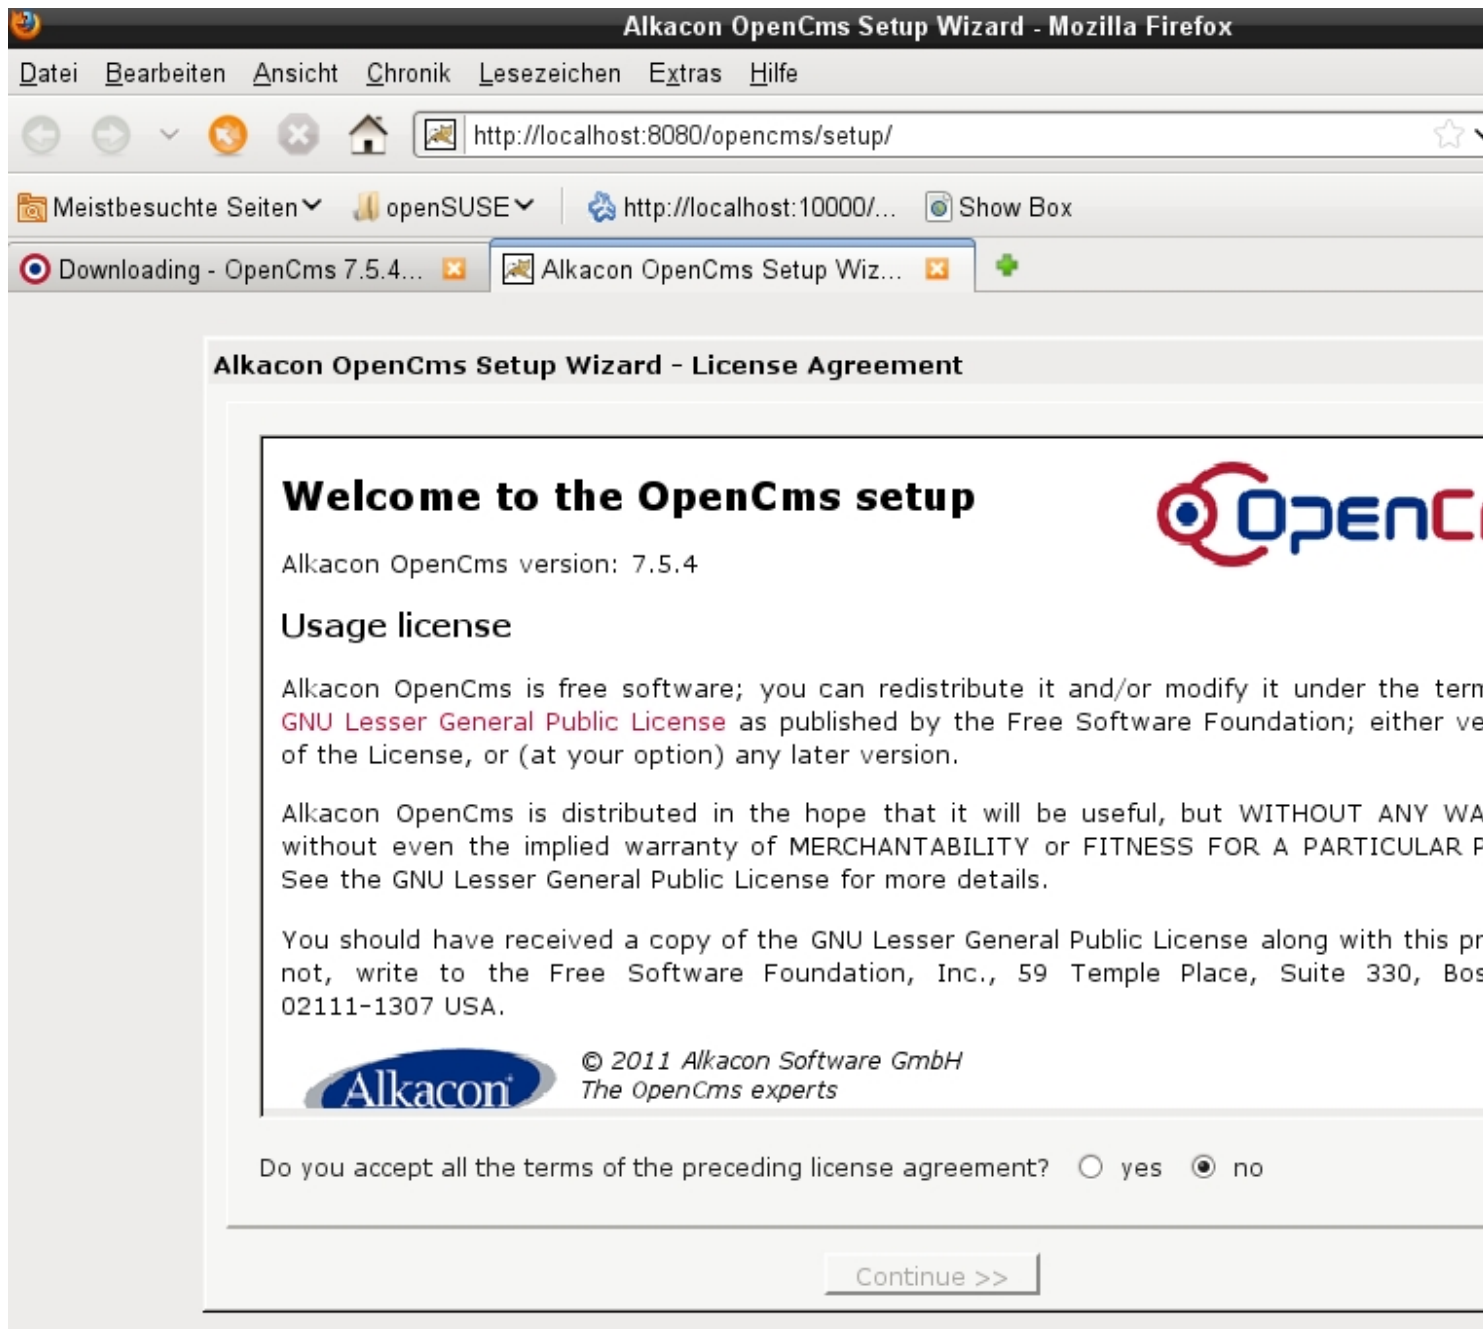 Alkacon OpenCms Setup Wizard - Mozilla Firefox
Datei Bearbeiten Ansicht Chronik Lesezeichen Extras Hilfe
http://localhost:8080/opencms/setup/
Meistbesuchte Seiten openSUSE http://localhost:10000/... Show Box
Downloading - OpenCms 7.5.4... Alkacon OpenCms Setup Wiz...
Alkacon OpenCms Setup Wizard - License Agreement
Welcome to the OpenCms setup
OpenC
Alkacon OpenCms version: 7.5.4
Usage license
Alkacon OpenCms is free software; you can redistribute it and/or modify it under the
GNU Lesser General Public License as published by the Free Software Foundation; either
of the License, or (at your option) any later version.
Alkacon OpenCms is distributed in the hope that it will be useful, but WITHOUT ANY
without even the implied warranty of MERCHANTABILITY or FITNESS FOR A PARTICULAR
See the GNU Lesser General Public License for more details.
You should have received a copy of the GNU Lesser General Public License along with this
not, write to the Free Software Foundation, Inc., 59 Temple Place, Suite 330,
02111-1307 USA.
Alkacon
© 2011 Alkacon Software GmbH
The OpenCms experts
Do you accept all the terms of the preceding license agreement? yes no
Continue >>